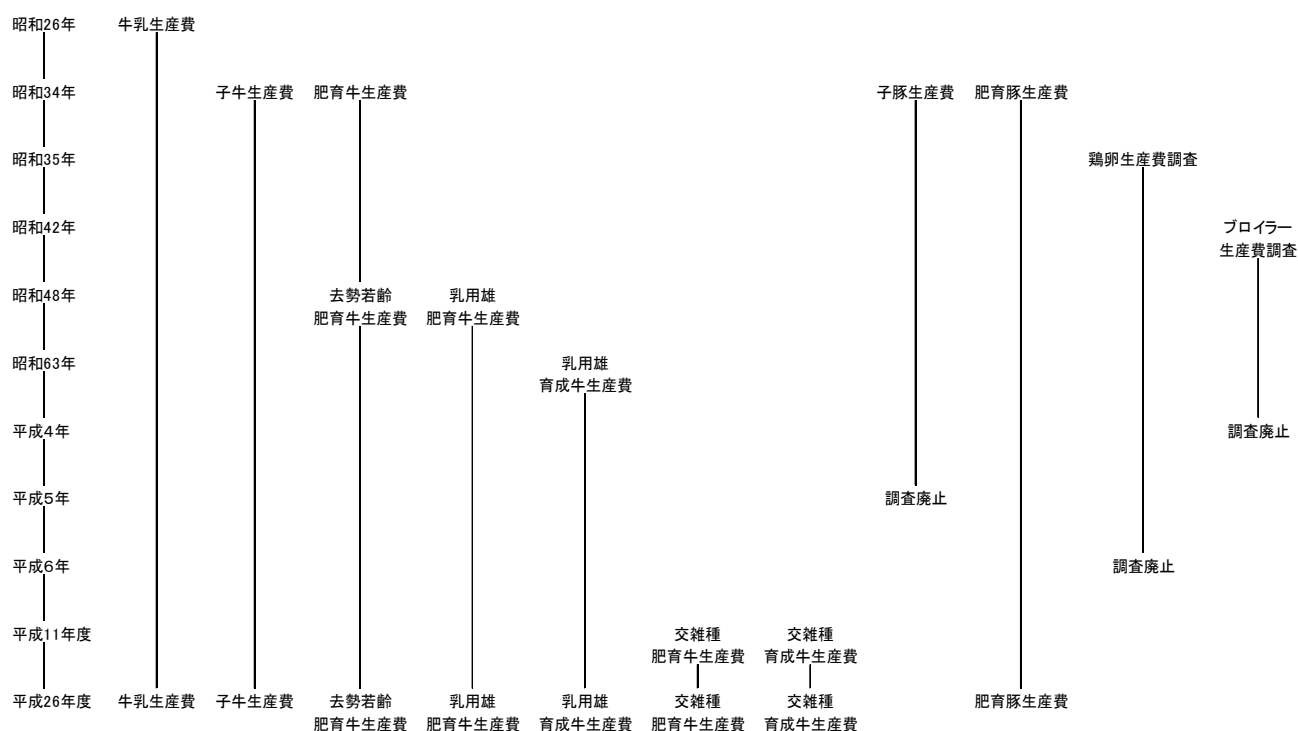 昭和26年 牛乳生産費
昭和34年 子牛生産費 肥育牛生産費 子豚生産費 肥育豚生産費
昭和35年 鶏卵生産費調査
昭和42年 ブロイラー
生産費調査
昭和48年 去勢若齢 乳用雄
肥育牛生産費 肥育牛生産費
昭和63年 乳用雄
育成牛生産費
平成4年 調査廃止
平成5年 調査廃止
平成6年 調査廃止
平成11年度 交雑種 交雑種
肥育牛生産費 育成牛生産費
平成26年度 牛乳生産費 子牛生産費 去勢若齢 乳用雄 乳用雄 交雑種 交雑種 肥育豚生産費
肥育牛生産費 肥育牛生産費 育成牛生産費 肥育牛生産費 育成牛生産費